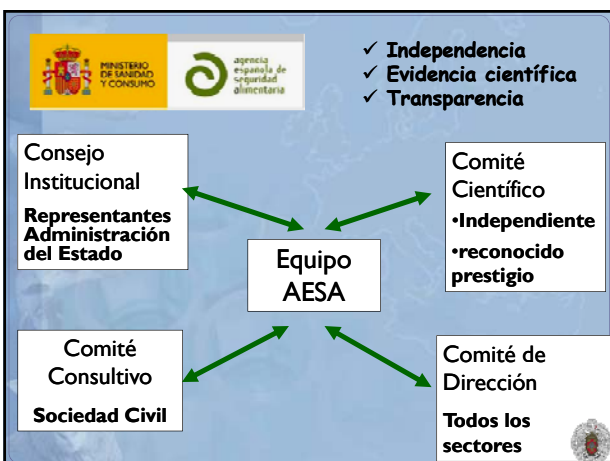 MINISTERIO
DE SANIDAD
Y CONSUMO
agencia
española de
seguridad
alimentaria
✓ Independencia
✓ Evidencia científica
✓ Transparencia
Consejo
Institucional
Representantes
Administración
del Estado
Comité
Científico
•Independiente
•reconocido
prestigio
Equipo
AESA
Comité
Consultivo
Sociedad Civil
Comité de
Dirección
Todos los
sectores